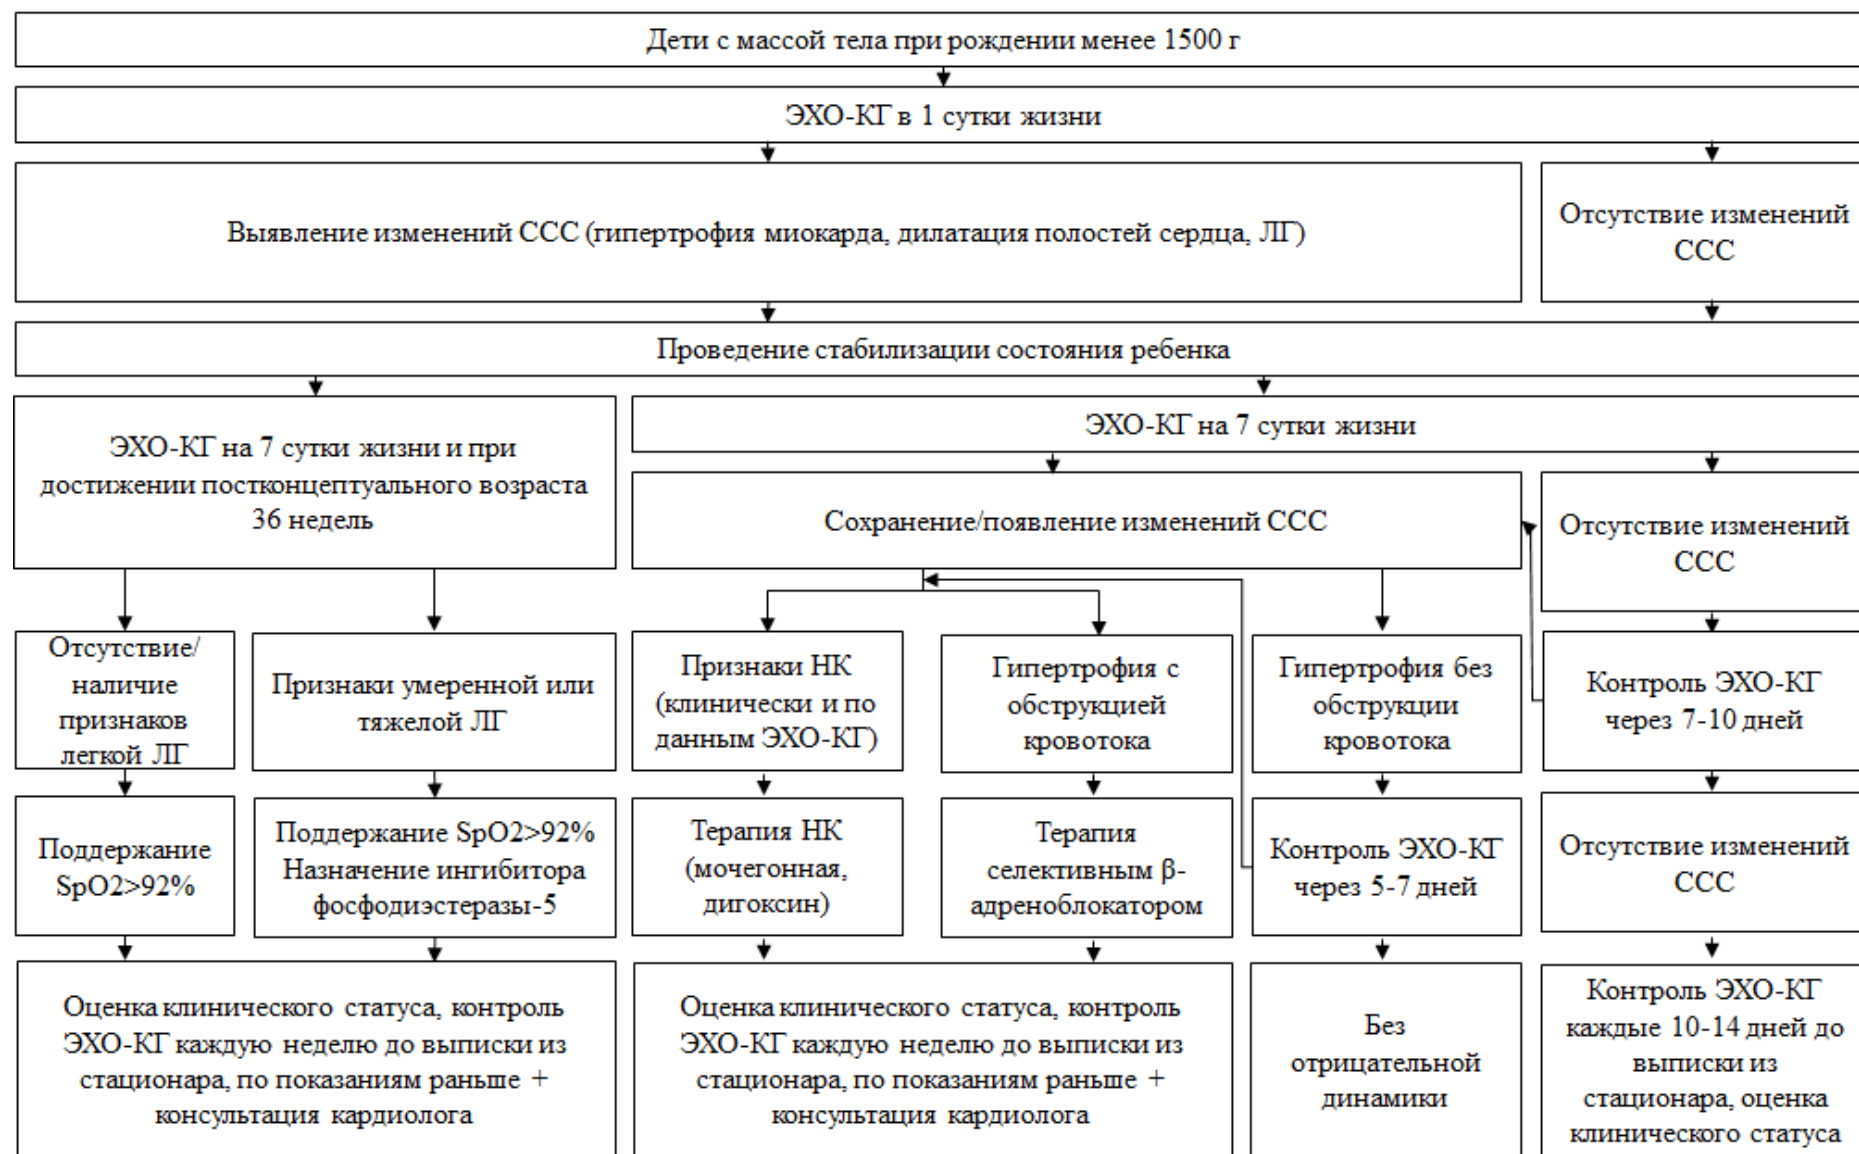 Дети с массой тела при рождении менее 1500 г
ЭХО-КГ в 1 сутки жизни
Выявление изменений ССС (гипертрофия миокарда, дилатация полостей сердца, ЛГ)
Отсутствие изменений
ССС
Проведение стабилизации состояния ребенка
ЭХО-КГ на 7 сутки жизни и при
достижении постконцептуального возраста
36 недель
ЭХО-КГ на 7 сутки жизни
Сохранение/появление изменений ССС
Отсутствие изменений
ССС
Отсутствие/
наличие
признаков
легкой ЛГ
Признаки умеренной или
тяжелой ЛГ
Признаки НК
(клинически и по
данным ЭХО-КГ)
Гипертрофия с
обструкцией
кровотока
Гипертрофия без
обструкции
кровотока
Контроль ЭХО-КГ
через 7-10 дней
Поддержание
SpO2>92%
Поддержание SpO2>92%
Назначение ингибитора
фосфодиэстеразы-5
Терапия НК
(мочегонная,
дигоксин)
Терапия
селективным β-
адреноблокатором
Контроль ЭХО-КГ
через 5-7 дней
Отсутствие изменений
ССС
Оценка клинического статуса, контроль
ЭХО-КГ каждую неделю до выписки из
стационара, по показаниям раньше +
консультация кардиолога
Оценка клинического статуса, контроль
ЭХО-КГ каждую неделю до выписки из
стационара, по показаниям раньше +
консультация кардиолога
Без
отрицательной
динамики
Контроль ЭХО-КГ
каждые 10-14 дней до
выписки из
стационара, оценка
клинического статуса